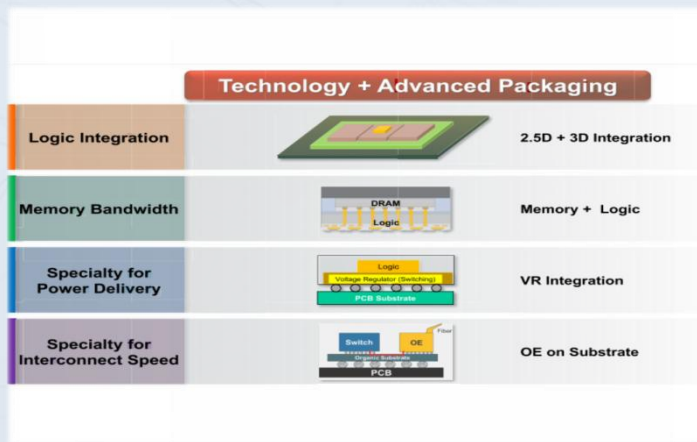 Technology + Advanced Packaging
Logic Integration
2.5D + 3D Integration
Memory Bandwidth
DRAM
Logic
Memory + Logic
Specialty for
Power Delivery
Logic
Voltage Regulator (Switching)
PCB Substrate
VR Integration
Specialty for
Interconnect Speed
Fiber
Switch
OE
Organic Substrate
PCB
OE on Substrate